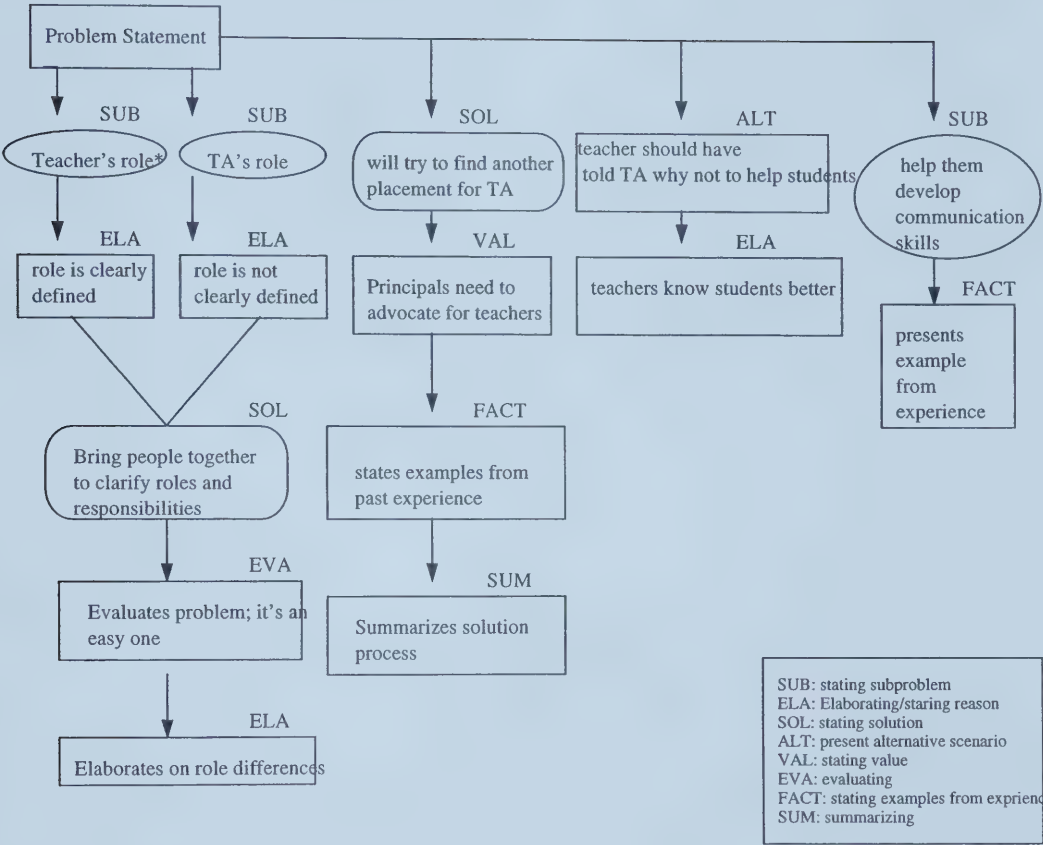 Problem Statement
SUB
Teacher's role*
SUB
TA's role
ELA
role is clearly
defined
ELA
role is not
clearly defined
SOL
Bring people together
to clarify roles and
responsibilities
EVA
Evaluates problem; it's an
easy one
ELA
Elaborates on role differences
SOL
will try to find another
placement for TA
VAL
Principals need to
advocate for teachers
FACT
states examples from
past experience
SUM
Summarizes solution
process
ALT
teacher should have
told TA why not to help students
ELA
teachers know students better
SUB
help them
develop
communication
skills
FACT
presents
example
from
experience
SUB: stating subproblem
ELA: Elaborating/staring reason
SOL: stating solution
ALT: present alternative scenario
VAL: stating value
EVA: evaluating
FACT: stating examples from exprienc
SUM: summarizing